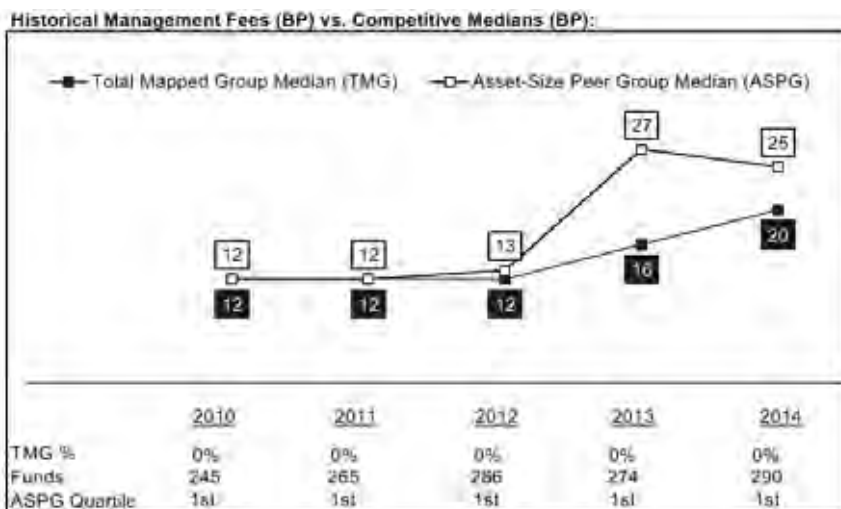 Historical Management Fees (BP) vs. Competitive Medians (BP):
Total Mapped Group Median (TMG) Asset-Size Peer Group Median (ASPG)
27
25
12 12 13
20
16
12 12 12
2010 2011 2012 2013 2014
TMG % 0% 0% 0% 0% 0%
Funds 245 265 286 274 290
ASPG Quartile 1st 1st 1st 1st 1st